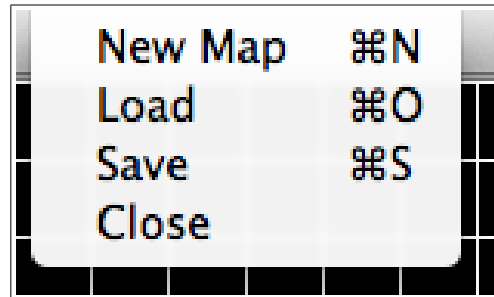 New Map ⌘N
Load ⌘O
Save ⌘S
Close